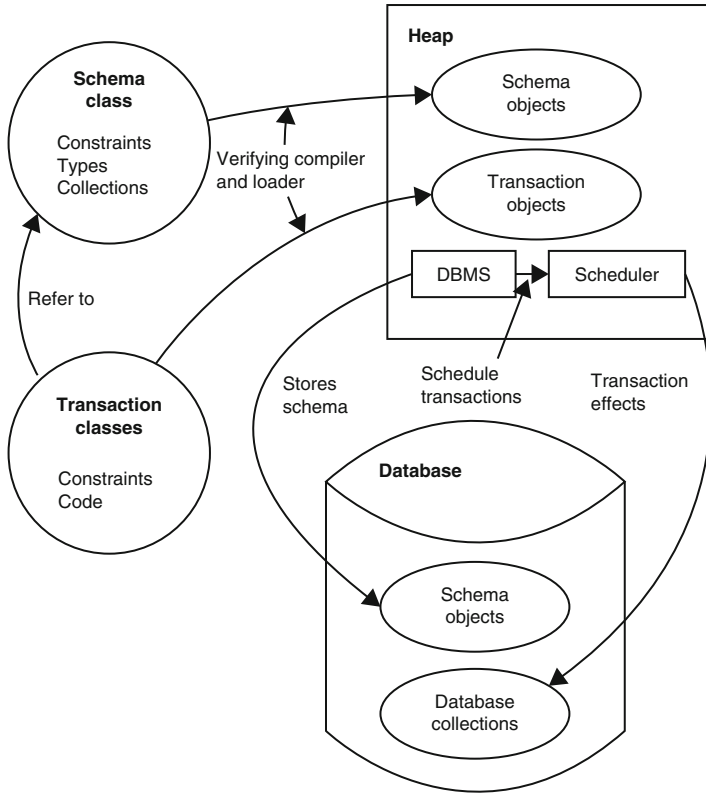 Heap
Schema
class
Constraints
Types
Collections
Schema
objects
Verifying compiler
and loader
Transaction
objects
DBMS
Scheduler
Refer to
Stores
schema
Schedule
transactions
Transaction
effects
Transaction
classes
Constraints
Code
Database
Schema
objects
Database
collections